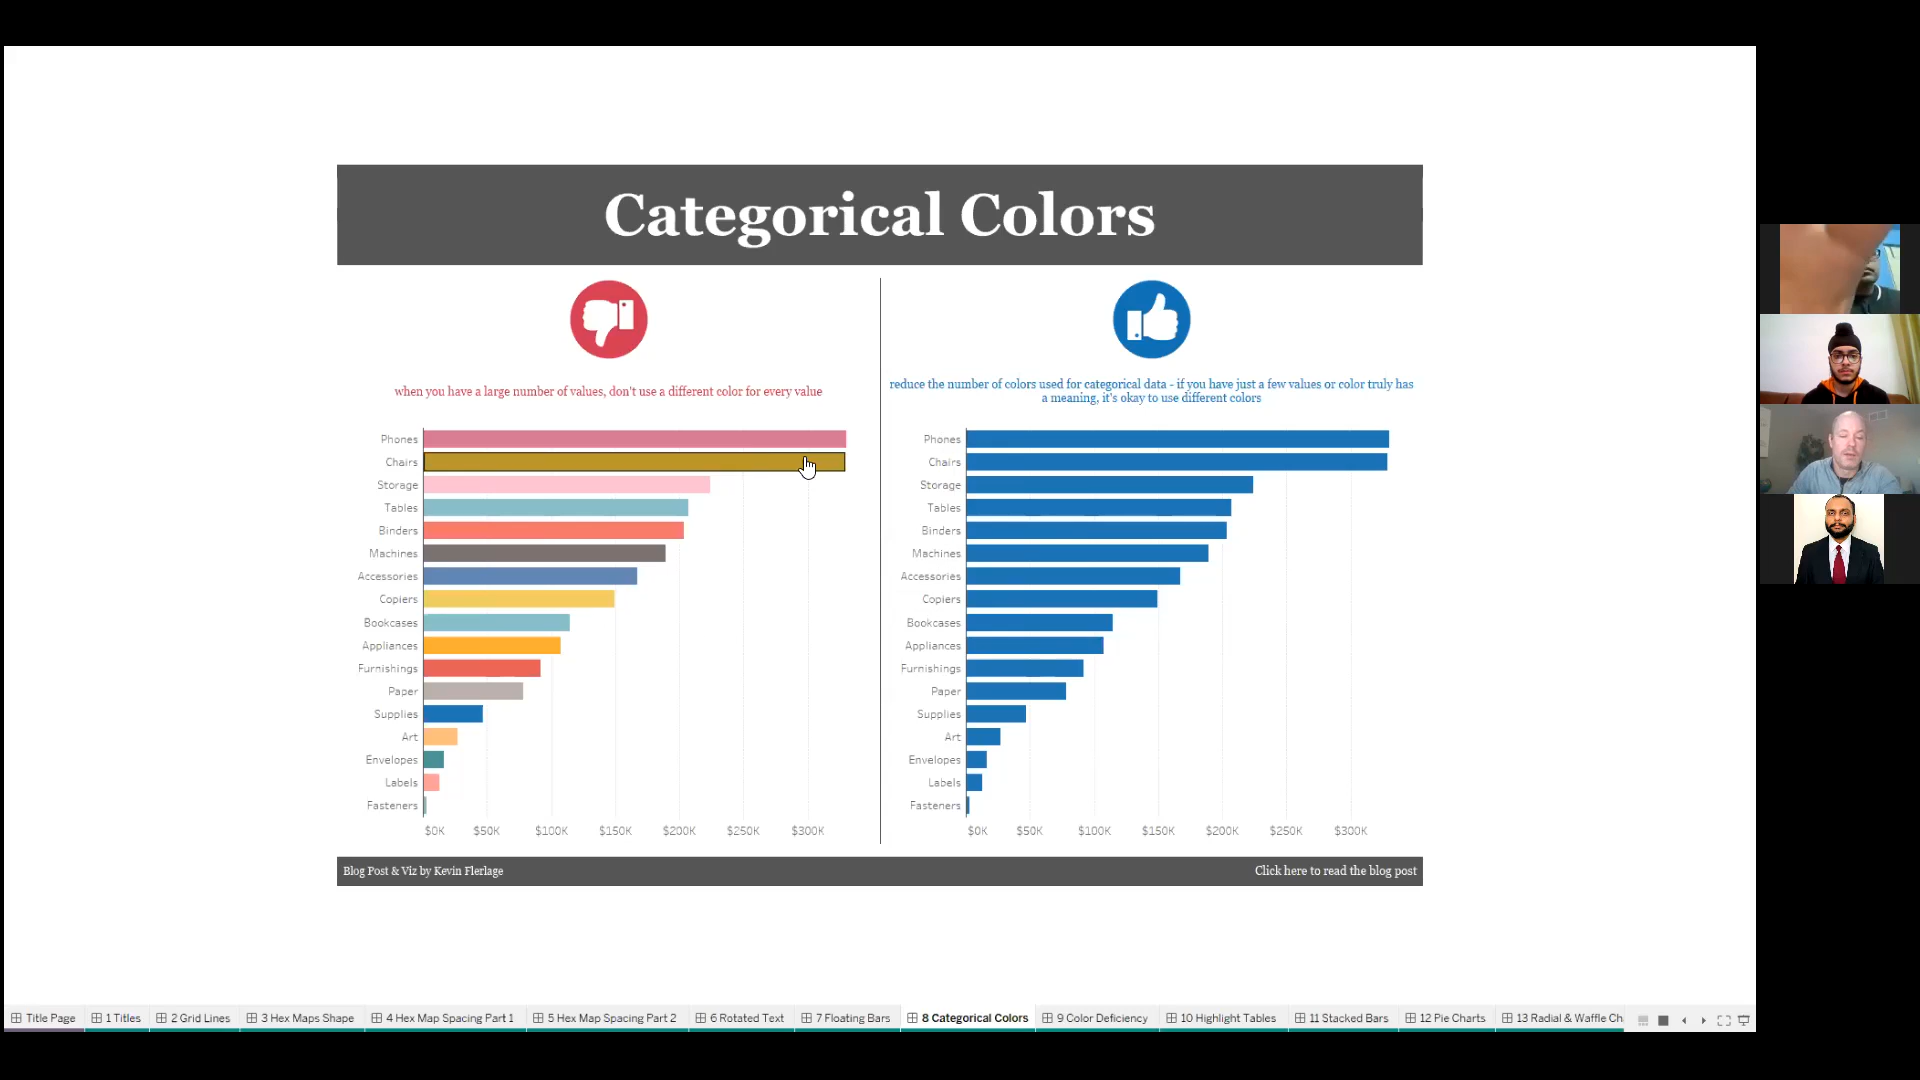 Categorical Colors
when you have a large number of values, don't use a different color for every value
Phones
Chairs
Storage
Tables
Binders
Machines
Accessories
Copiers
Bookcases
Appliances
Furnishings
Paper
Supplies
Art
Envelopes
Labels
Fasteners
$0K $50K $100K $150K $200K $250K $300K
reduce the number of colors used for categorical data - if you have just a few values or color truly has
a meaning, it's okay to use different colors
Phones
Chairs
Storage
Tables
Binders
Machines
Accessories
Copiers
Bookcases
Appliances
Furnishings
Paper
Supplies
Art
Envelopes
Labels
Fasteners
$0K $50K $100K $150K $200K $250K $300K
Blog Post & Viz by Kevin Flerlage
Click here to read the blog post
Title Page 1 Titles 2 Grid Lines 3 Hex Maps Shape 4 Hex Map Spacing Part 1 5 Hex Map Spacing Part 2 6 Rotated Text 7 Floating Bars 8 Categorical Colors 9 Color Deficiency 10 Highlight Tables 11 Stacked Bars 12 Pie Charts 13 Radial & Waffle Ch